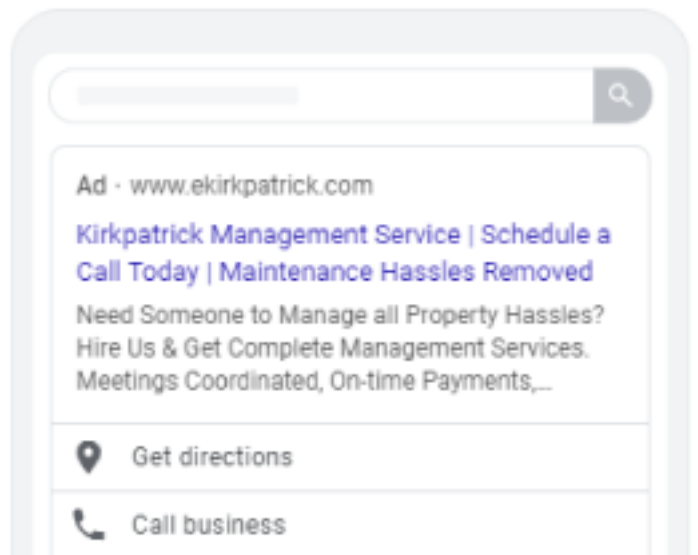 Ad · www.ekirkpatrick.com
Kirkpatrick Management Service | Schedule a
Call Today | Maintenance Hassles Removed
Need Someone to Manage all Property Hassles?
Hire Us & Get Complete Management Services.
Meetings Coordinated, On-time Payments,...
Get directions
Call business